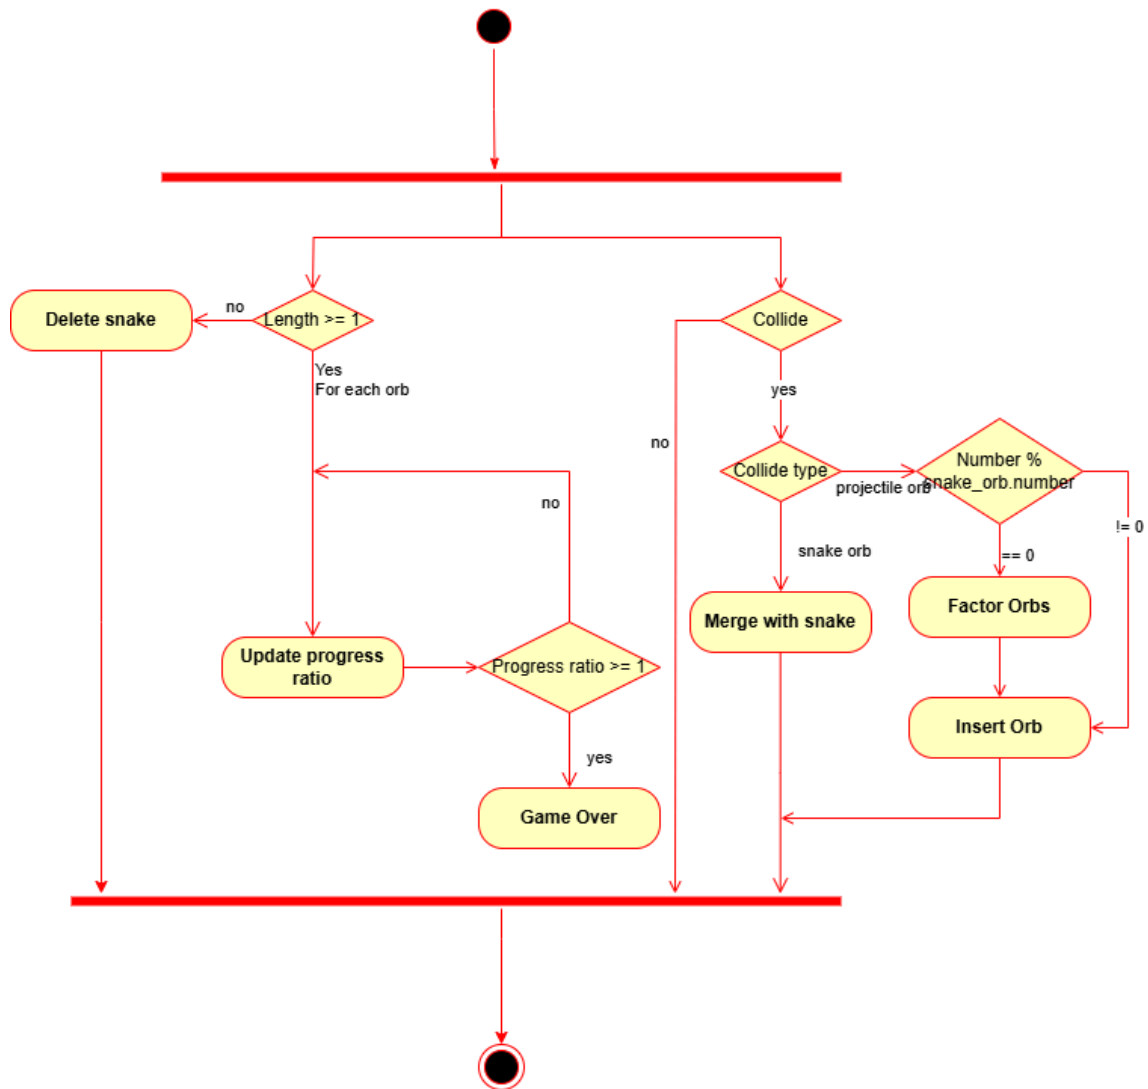 Delete snake
no
Length >= 1
Collide
Yes
For each orb
yes
no
Collide type
projectile orb
Number %
snake_orb.number
no
!= 0
snake orb
== 0
Factor Orbs
Merge with snake
Update progress
ratio
Progress ratio >= 1
Insert Orb
yes
Game Over